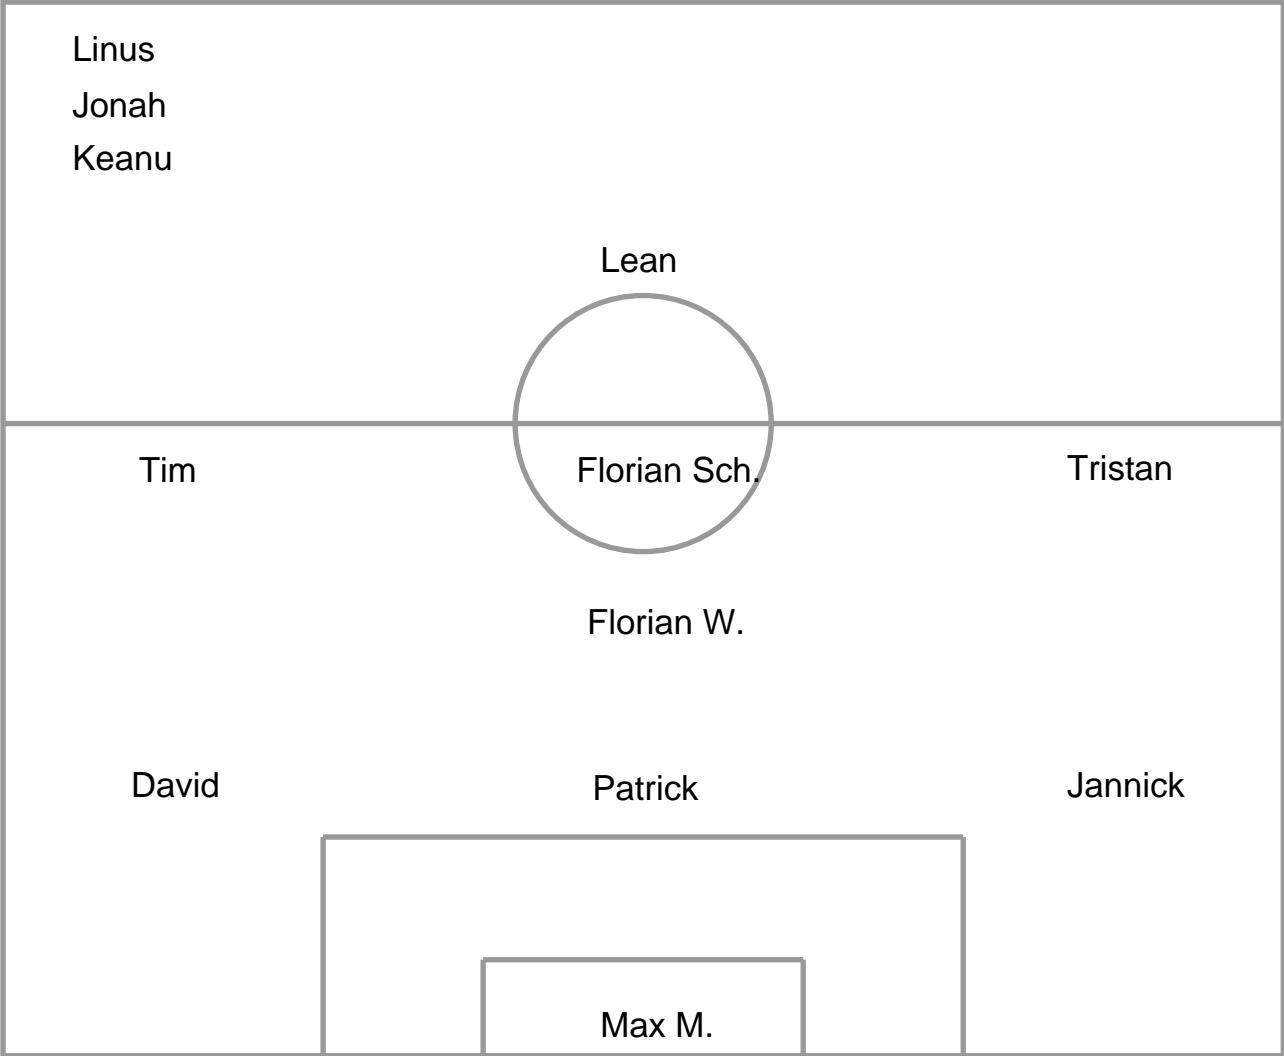 Linus
Jonah
Keanu
Lean
Tim Florian Sch. Tristan
Florian W.
David Patrick Jannick
Max M.